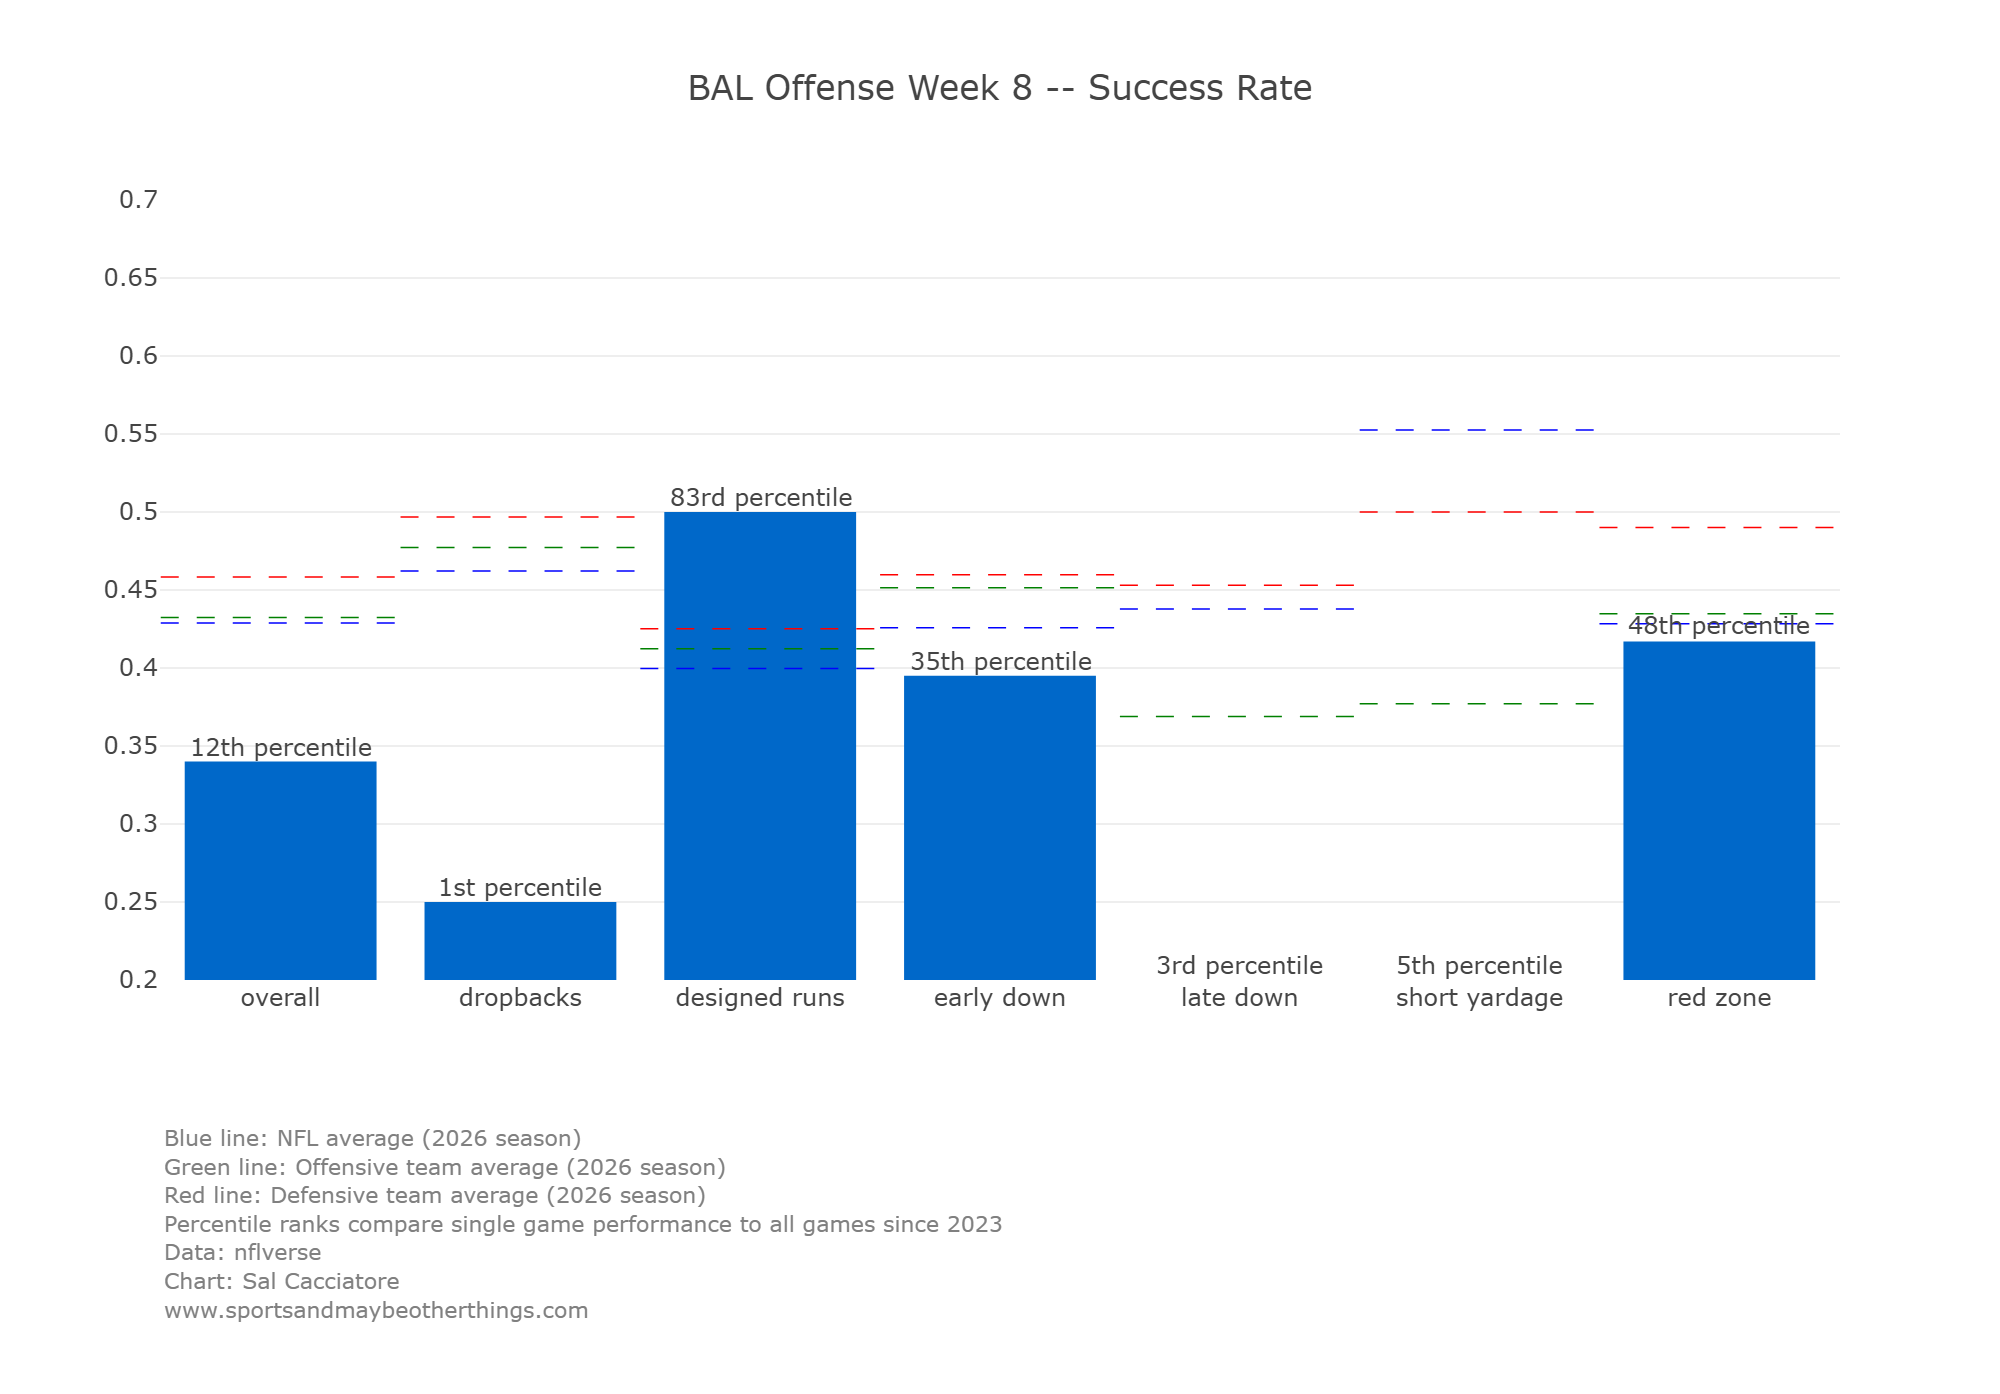 BAL Offense Week 8 -- Success Rate
0.7
0.65
0.6
0.55
0.5
0.45
0.4
0.35
0.3
0.25
0.2
12th percentile
1st percentile
83rd percentile
35th percentile
3rd percentile
5th percentile
48th percentile
overall
dropbacks
designed runs
early down
late down
short yardage
red zone
Blue line: NFL average (2026 season)
Green line: Offensive team average (2026 season)
Red line: Defensive team average (2026 season)
Percentile ranks compare single game performance to all games since 2023
Data: nflverse
Chart: Sal Cacciatore
www.sportsandmaybeotherthings.com